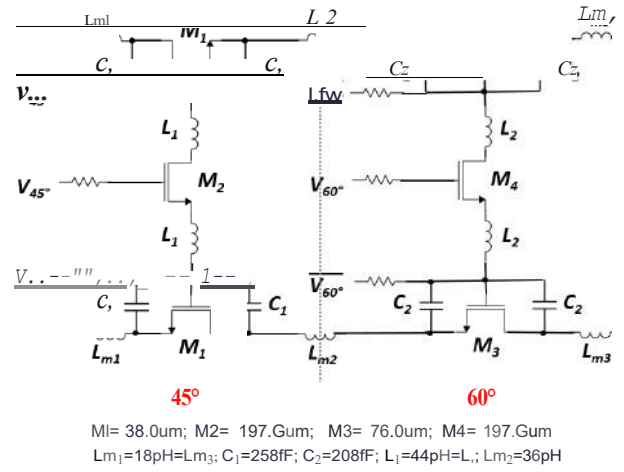 Lml L 2 Lm,
M1
c, c, Cz Cz,
v... Lfw
L1 L2
V45° M2 V60° M4
L1 L2
V..--"",..,_ -- 1-- V60°
c, C1 C2 C2
Lm1 M1 Lm2 M3 Lm3
45° 60°
Ml= 38.0um; M2= 197.Gum; M3= 76.0um; M4= 197.Gum
Lm1=18pH=Lm3; C1=258fF; C2=208fF; L1=44pH=L,; Lm2=36pH